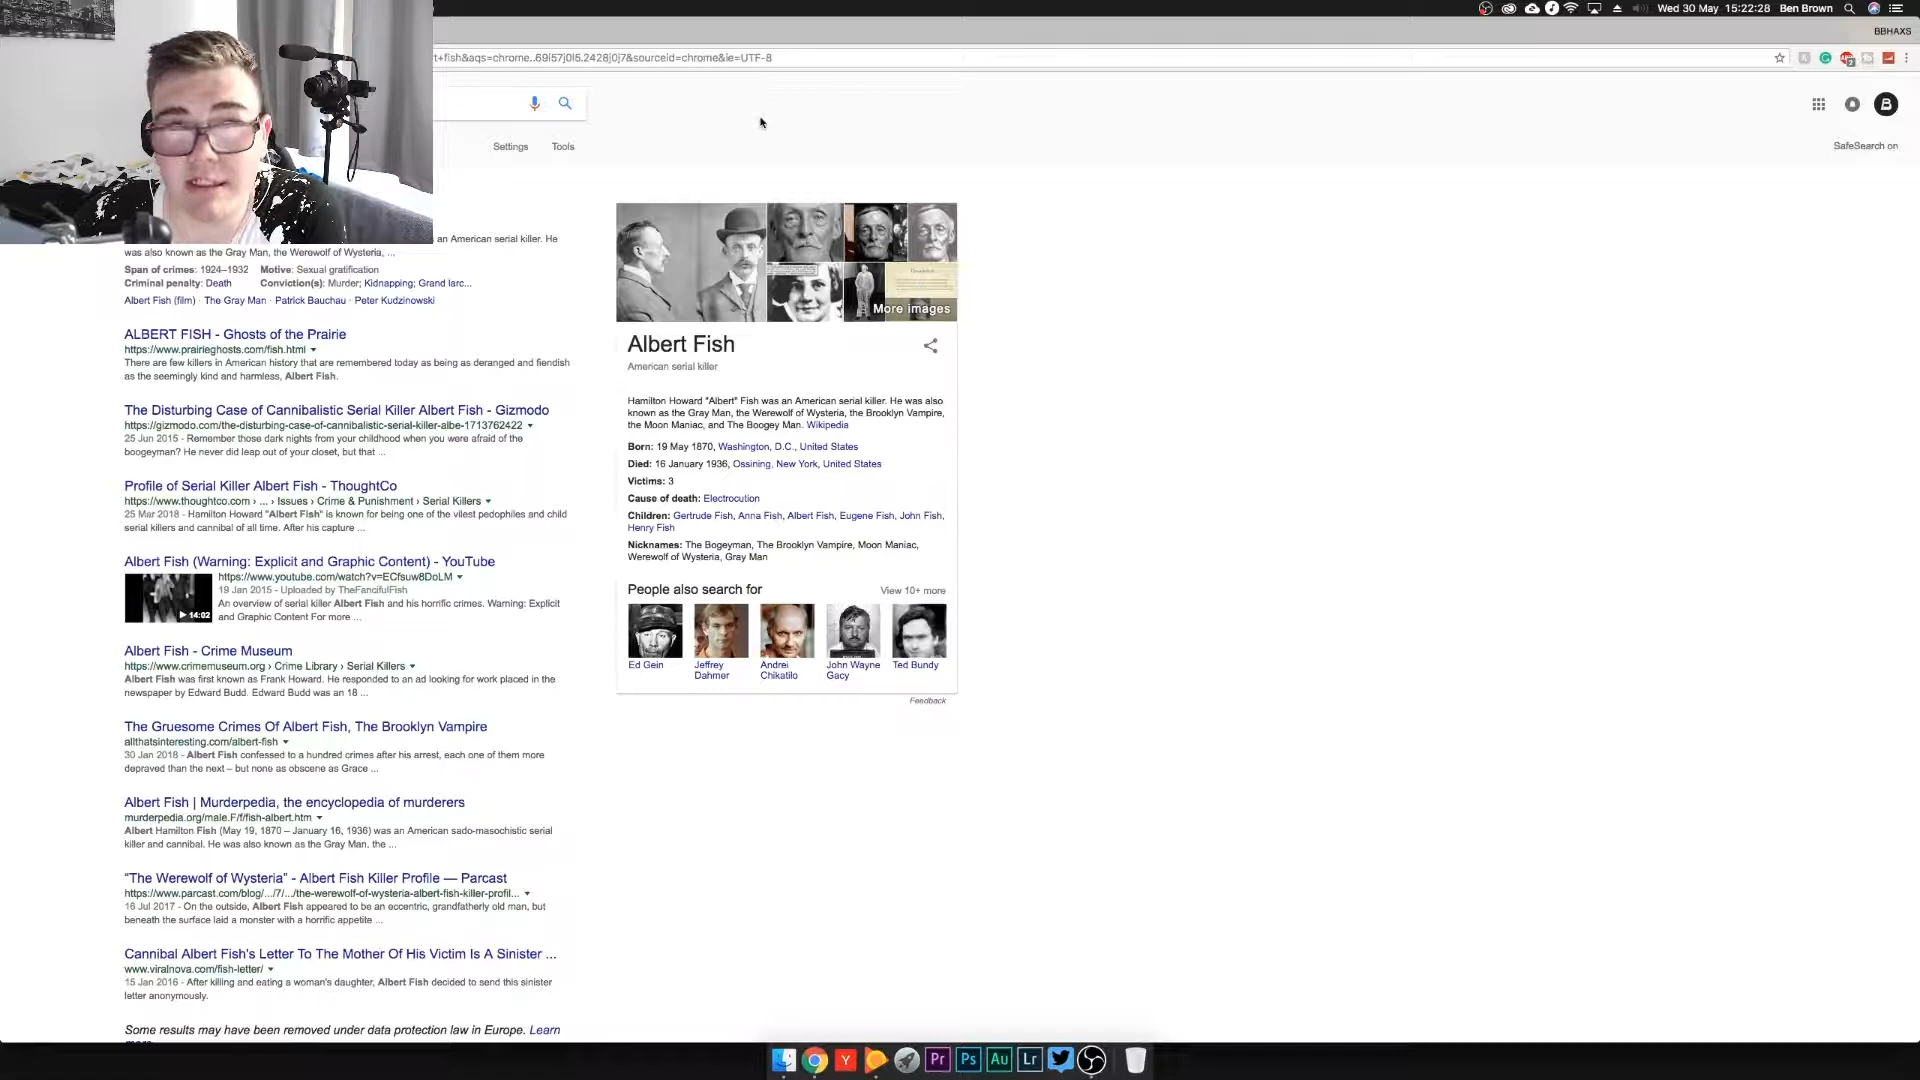 Wed 30 May 15:22:28 Ben Brown
BBHAXS
t+fish&aqs=chrome..69i57j0l5.2428j0j7&sourceid=chrome&ie=UTF-8
Settings Tools
SafeSearch on
an American serial killer. He
was also known as the Gray Man, the Werewolf of Wysteria, ...
Span of crimes: 1924–1932 Motive: Sexual gratification
Criminal penalty: Death Conviction(s): Murder; Kidnapping; Grand larc...
Albert Fish (film) · The Gray Man · Patrick Bauchau · Peter Kudzinowski
ALBERT FISH - Ghosts of the Prairie
https://www.prairieghosts.com/fish.html
There are few killers in American history that are remembered today as being as deranged and fiendish
as the seemingly kind and harmless, Albert Fish.
The Disturbing Case of Cannibalistic Serial Killer Albert Fish - Gizmodo
https://gizmodo.com/the-disturbing-case-of-cannibalistic-serial-killer-albe-1713762422
25 Jun 2015 - Remember those dark nights from your childhood when you were afraid of the
boogeyman? He never did leap out of your closet, but that ...
Profile of Serial Killer Albert Fish - ThoughtCo
https://www.thoughtco.com › ... › Issues › Crime & Punishment › Serial Killers
25 Mar 2018 - Hamilton Howard "Albert Fish" is known for being one of the vilest pedophiles and child
serial killers and cannibal of all time. After his capture ...
Albert Fish (Warning: Explicit and Graphic Content) - YouTube
https://www.youtube.com/watch?v=ECfsuw8DoLM
19 Jan 2015 - Uploaded by TheFancifulFish
An overview of serial killer Albert Fish and his horrific crimes. Warning: Explicit
14:02
and Graphic Content For more ...
Albert Fish - Crime Museum
https://www.crimemuseum.org › Crime Library › Serial Killers
Albert Fish was first known as Frank Howard. He responded to an ad looking for work placed in the
newspaper by Edward Budd. Edward Budd was an 18 ...
The Gruesome Crimes Of Albert Fish, The Brooklyn Vampire
allthatsinteresting.com/albert-fish
30 Jan 2018 - Albert Fish confessed to a hundred crimes after his arrest, each one of them more
depraved than the next – but none as obscene as Grace ...
Albert Fish | Murderpedia, the encyclopedia of murderers
murderpedia.org/male.F/f/fish-albert.htm
Albert Hamilton Fish (May 19, 1870 – January 16, 1936) was an American sado-masochistic serial
killer and cannibal. He was also known as the Gray Man, the ...
"The Werewolf of Wysteria" - Albert Fish Killer Profile — Parcast
https://www.parcast.com/blog/.../7/.../the-werewolf-of-wysteria-albert-fish-killer-profil...
16 Jul 2017 - On the outside, Albert Fish appeared to be an eccentric, grandfatherly old man, but
beneath the surface laid a monster with a horrific appetite ...
Cannibal Albert Fish's Letter To The Mother Of His Victim Is A Sinister ...
www.viralnova.com/fish-letter/
15 Jan 2016 - After killing and eating a woman's daughter, Albert Fish decided to send this sinister
letter anonymously.
Some results may have been removed under data protection law in Europe. Learn
more
More images
Albert Fish
American serial killer
Hamilton Howard "Albert" Fish was an American serial killer. He was also
known as the Gray Man, the Werewolf of Wysteria, the Brooklyn Vampire,
the Moon Maniac, and The Boogey Man. Wikipedia
Born: 19 May 1870, Washington, D.C., United States
Died: 16 January 1936, Ossining, New York, United States
Victims: 3
Cause of death: Electrocution
Children: Gertrude Fish, Anna Fish, Albert Fish, Eugene Fish, John Fish,
Henry Fish
Nicknames: The Bogeyman, The Brooklyn Vampire, Moon Maniac,
Werewolf of Wysteria, Gray Man
People also search for View 10+ more
Ed Gein Jeffrey Andrei John Wayne Ted Bundy
Dahmer Chikatilo Gacy
Feedback
Y Pr Ps Au Lr